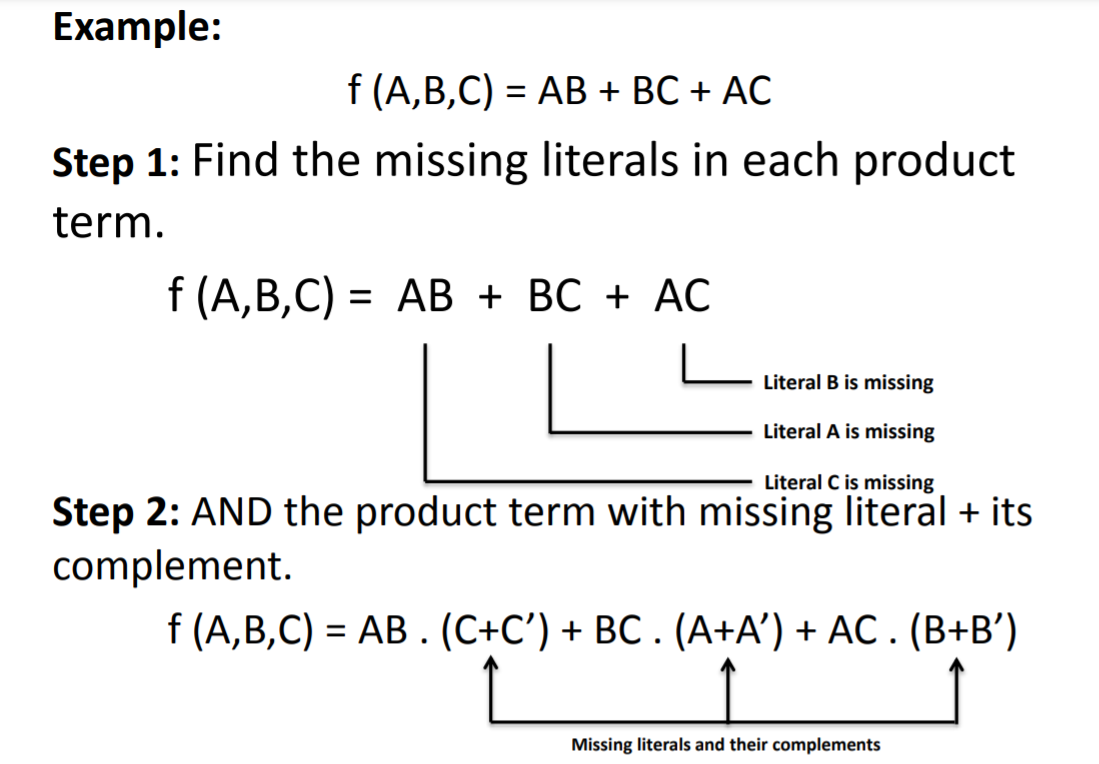 Example:
f (A,B,C) = AB + BC + AC
Step 1: Find the missing literals in each product
term.
f (A,B,C) = AB + BC + AC
Literal B is missing
Literal A is missing
Literal C is missing
Step 2: AND the product term with missing literal + its
complement.
f (A,B,C) = AB . (C+C’) + BC . (A+A’) + AC . (B+B’)
Missing literals and their complements